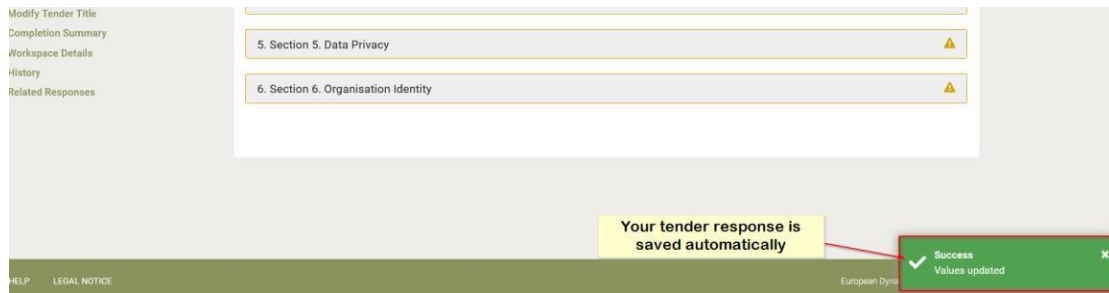 Modify Tender Title
Completion Summary
Workspace Details
History
Related Responses
5. Section 5. Data Privacy
6. Section 6. Organisation Identity
Your tender response is
saved automatically
Success
Values updated
HELP LEGAL NOTICE
European